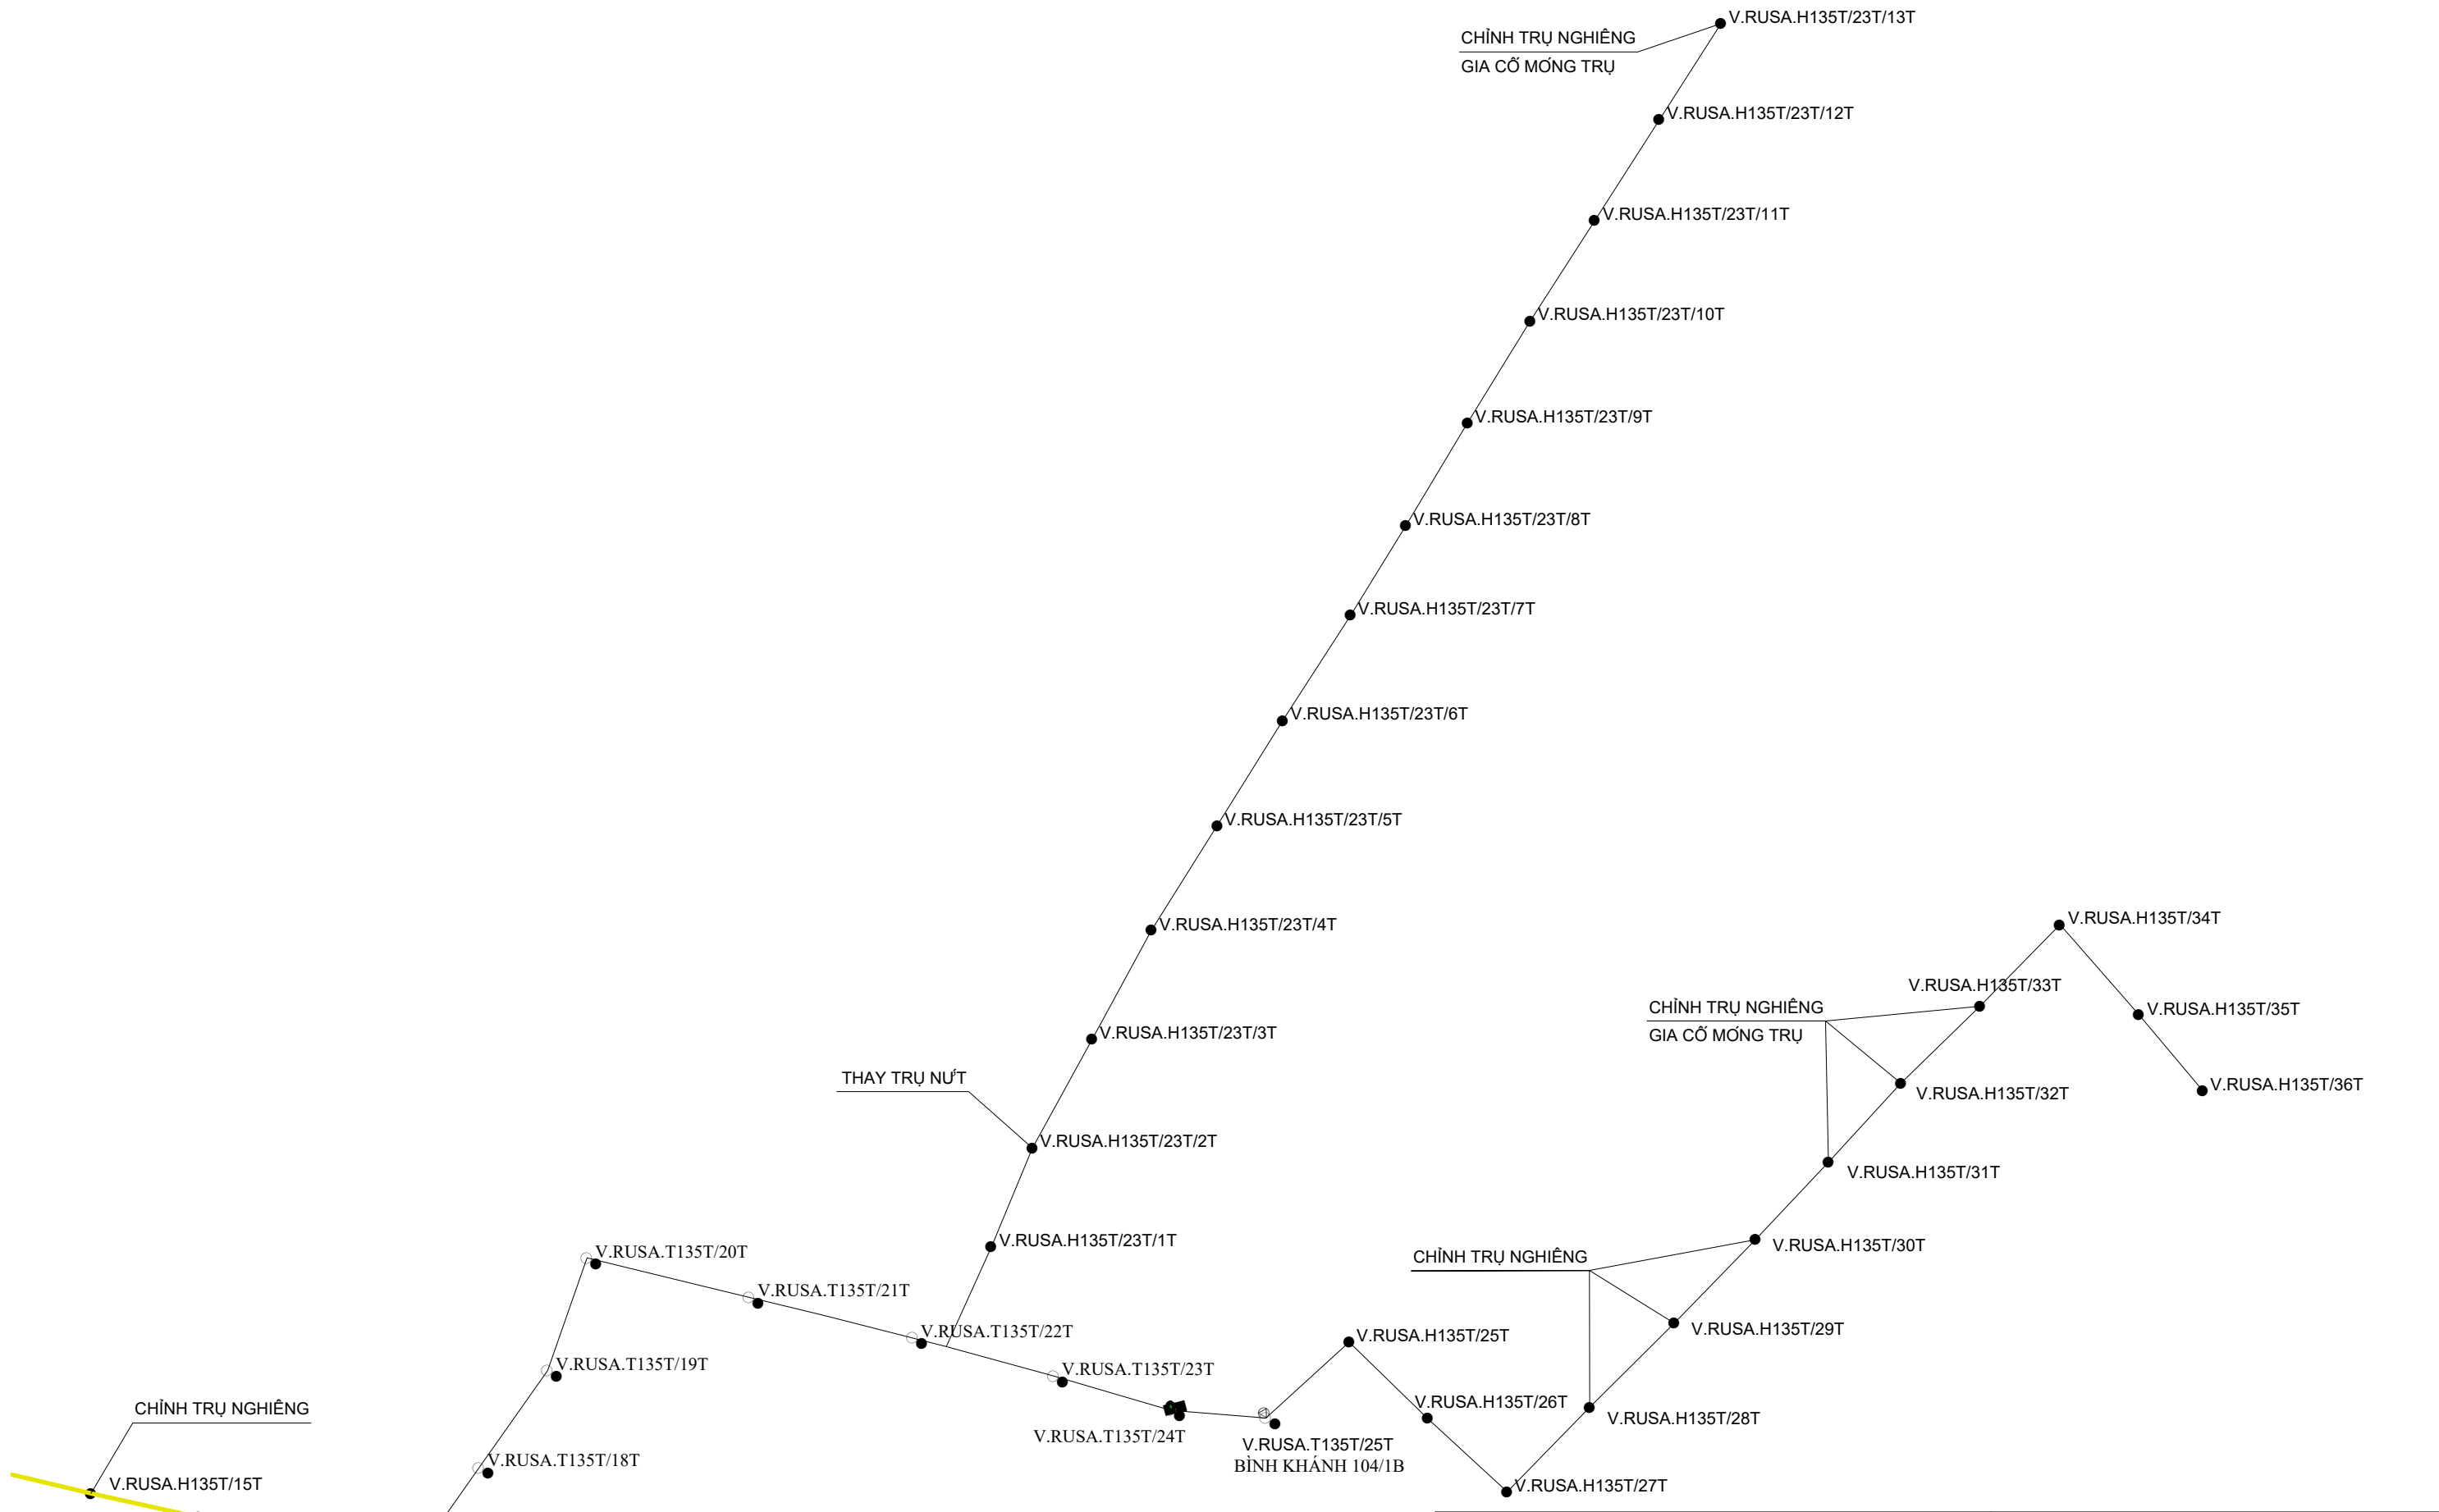 V.RUSA.H135T/23T/13T
CHỈNH TRỤ NGHIÊNG
GIA CỐ MÓNG TRỤ
V.RUSA.H135T/23T/12T
V.RUSA.H135T/23T/11T
V.RUSA.H135T/23T/10T
V.RUSA.H135T/23T/9T
V.RUSA.H135T/23T/8T
V.RUSA.H135T/23T/7T
V.RUSA.H135T/23T/6T
V.RUSA.H135T/23T/5T
V.RUSA.H135T/23T/4T
V.RUSA.H135T/34T
V.RUSA.H135T/33T
CHỈNH TRỤ NGHIÊNG
GIA CỐ MÓNG TRỤ
V.RUSA.H135T/35T
V.RUSA.H135T/23T/3T
THAY TRỤ NỨT
V.RUSA.H135T/36T
V.RUSA.H135T/32T
V.RUSA.H135T/23T/2T
V.RUSA.H135T/31T
V.RUSA.H135T/23T/1T
V.RUSA.H135T/30T
V.RUSA.T135T/20T
CHỈNH TRỤ NGHIÊNG
V.RUSA.T135T/21T
V.RUSA.T135T/22T
V.RUSA.H135T/29T
V.RUSA.H135T/25T
V.RUSA.T135T/19T
V.RUSA.T135T/23T
V.RUSA.H135T/26T
CHỈNH TRỤ NGHIÊNG
V.RUSA.H135T/28T
V.RUSA.T135T/24T
V.RUSA.T135T/25T
BÌNH KHÁNH 104/1B
V.RUSA.T135T/18T
V.RUSA.H135T/15T
V.RUSA.H135T/27T